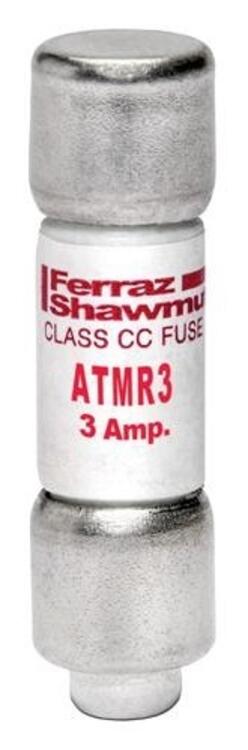 Ferraz
Shawmu
CLASS CC FUSE
ATMR3
3 Amp.